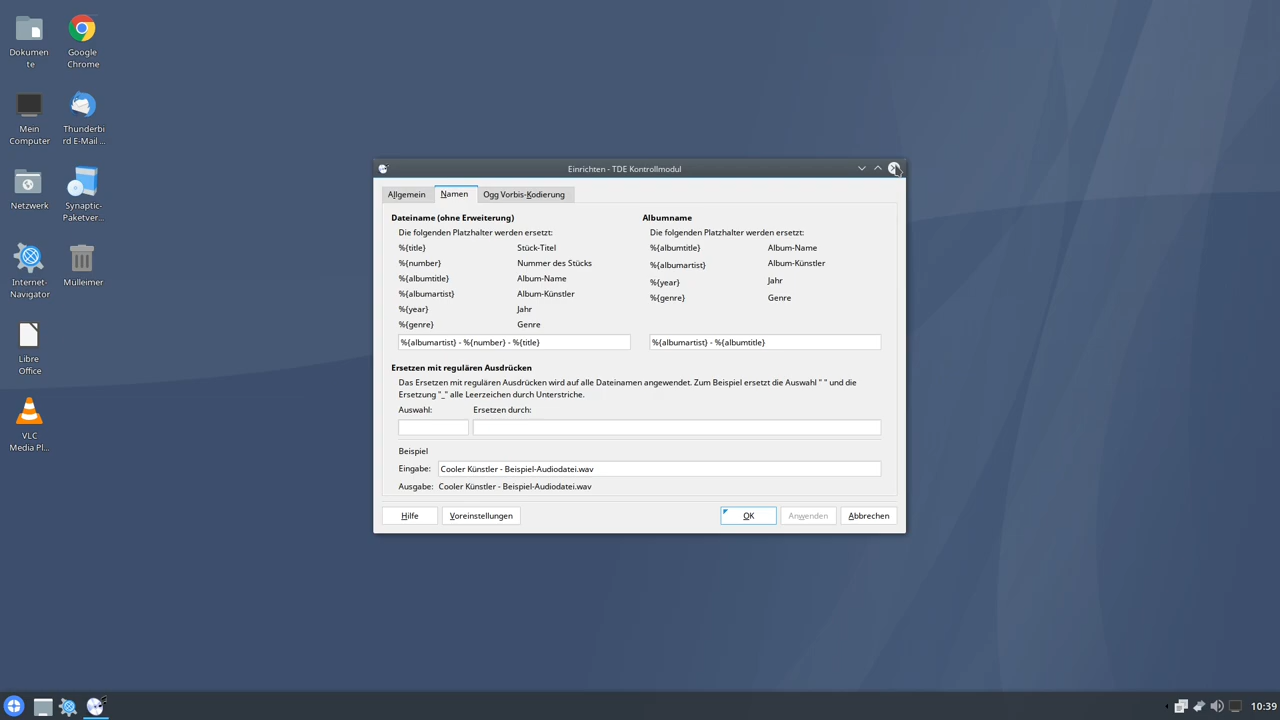 Dokumen
te
Google
Chrome
Mein
Computer
Thunderbi
rd E-Mail ...
Netzwerk
Synaptic-
Paketver...
Internet-
Navigator
Mülleimer
Libre
Office
VLC
Media Pl...
Einrichten - TDE Kontrollmodul
Allgemein
Namen
Ogg Vorbis-Kodierung
Dateiname (ohne Erweiterung)
Die folgenden Platzhalter werden ersetzt:
%{title} Stück-Titel
%{number} Nummer des Stücks
%{albumtitle} Album-Name
%{albumartist} Album-Künstler
%{year} Jahr
%{genre} Genre
%{albumartist} - %{number} - %{title}
Albumname
Die folgenden Platzhalter werden ersetzt:
%{albumtitle} Album-Name
%{albumartist} Album-Künstler
%{year} Jahr
%{genre} Genre
%{albumartist} - %{albumtitle}
Ersetzen mit regulären Ausdrücken
Das Ersetzen mit regulären Ausdrücken wird auf alle Dateinamen angewendet. Zum Beispiel ersetzt die Auswahl " " und die
Ersetzung "_" alle Leerzeichen durch Unterstriche.
Auswahl: Ersetzen durch:
Beispiel
Eingabe: Cooler Künstler - Beispiel-Audiodatei.wav
Ausgabe: Cooler Künstler - Beispiel-Audiodatei.wav
Hilfe
Voreinstellungen
OK
Anwenden
Abbrechen
10:39